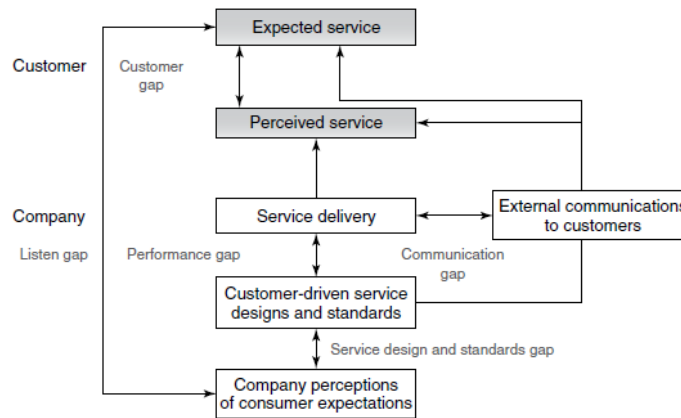 Expected service
Customer
Customer
gap
Perceived service
Company
Service delivery
External communications
to customers
Listen gap
Performance gap
Communication
gap
Customer-driven service
designs and standards
Service design and standards gap
Company perceptions
of consumer expectations